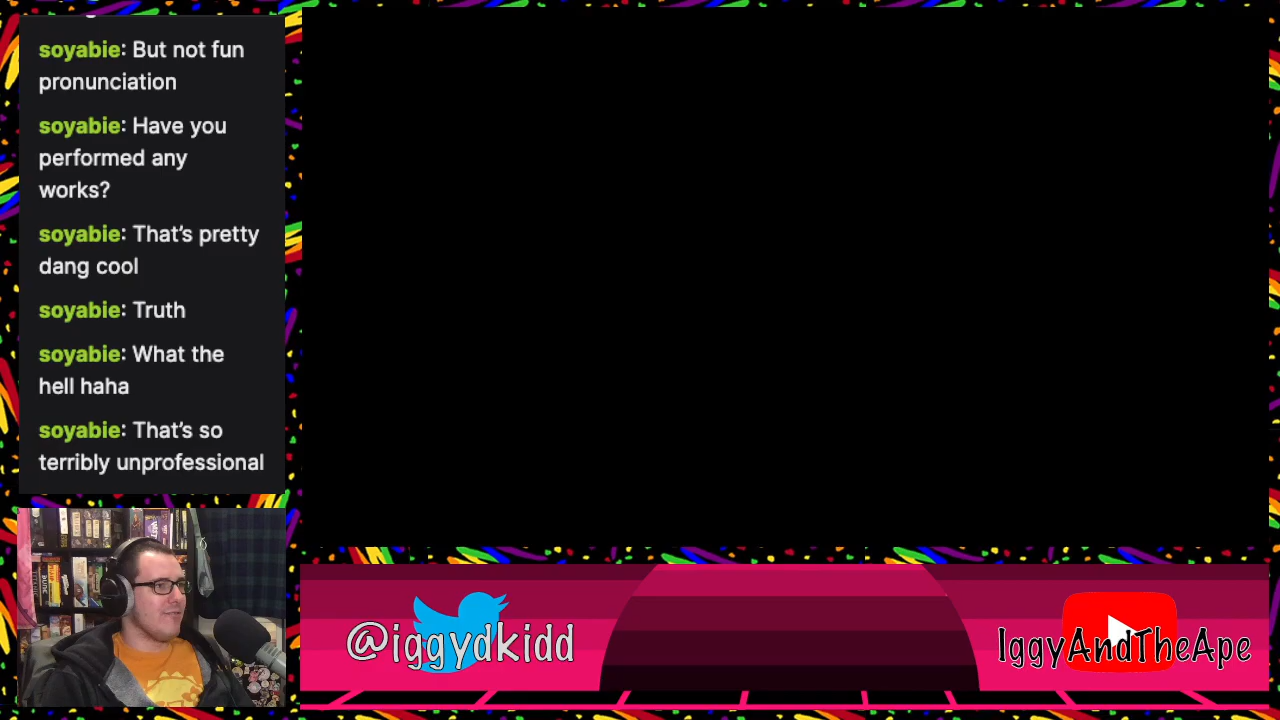 soyabie: But not fun
pronunciation
soyabie: Have you
performed any
works?
soyabie: That's pretty
dang cool
soyabie: Truth
soyabie: What the
hell haha
soyabie: That's so
terribly unprofessional
@iggydkidd
IggyAndTheApe